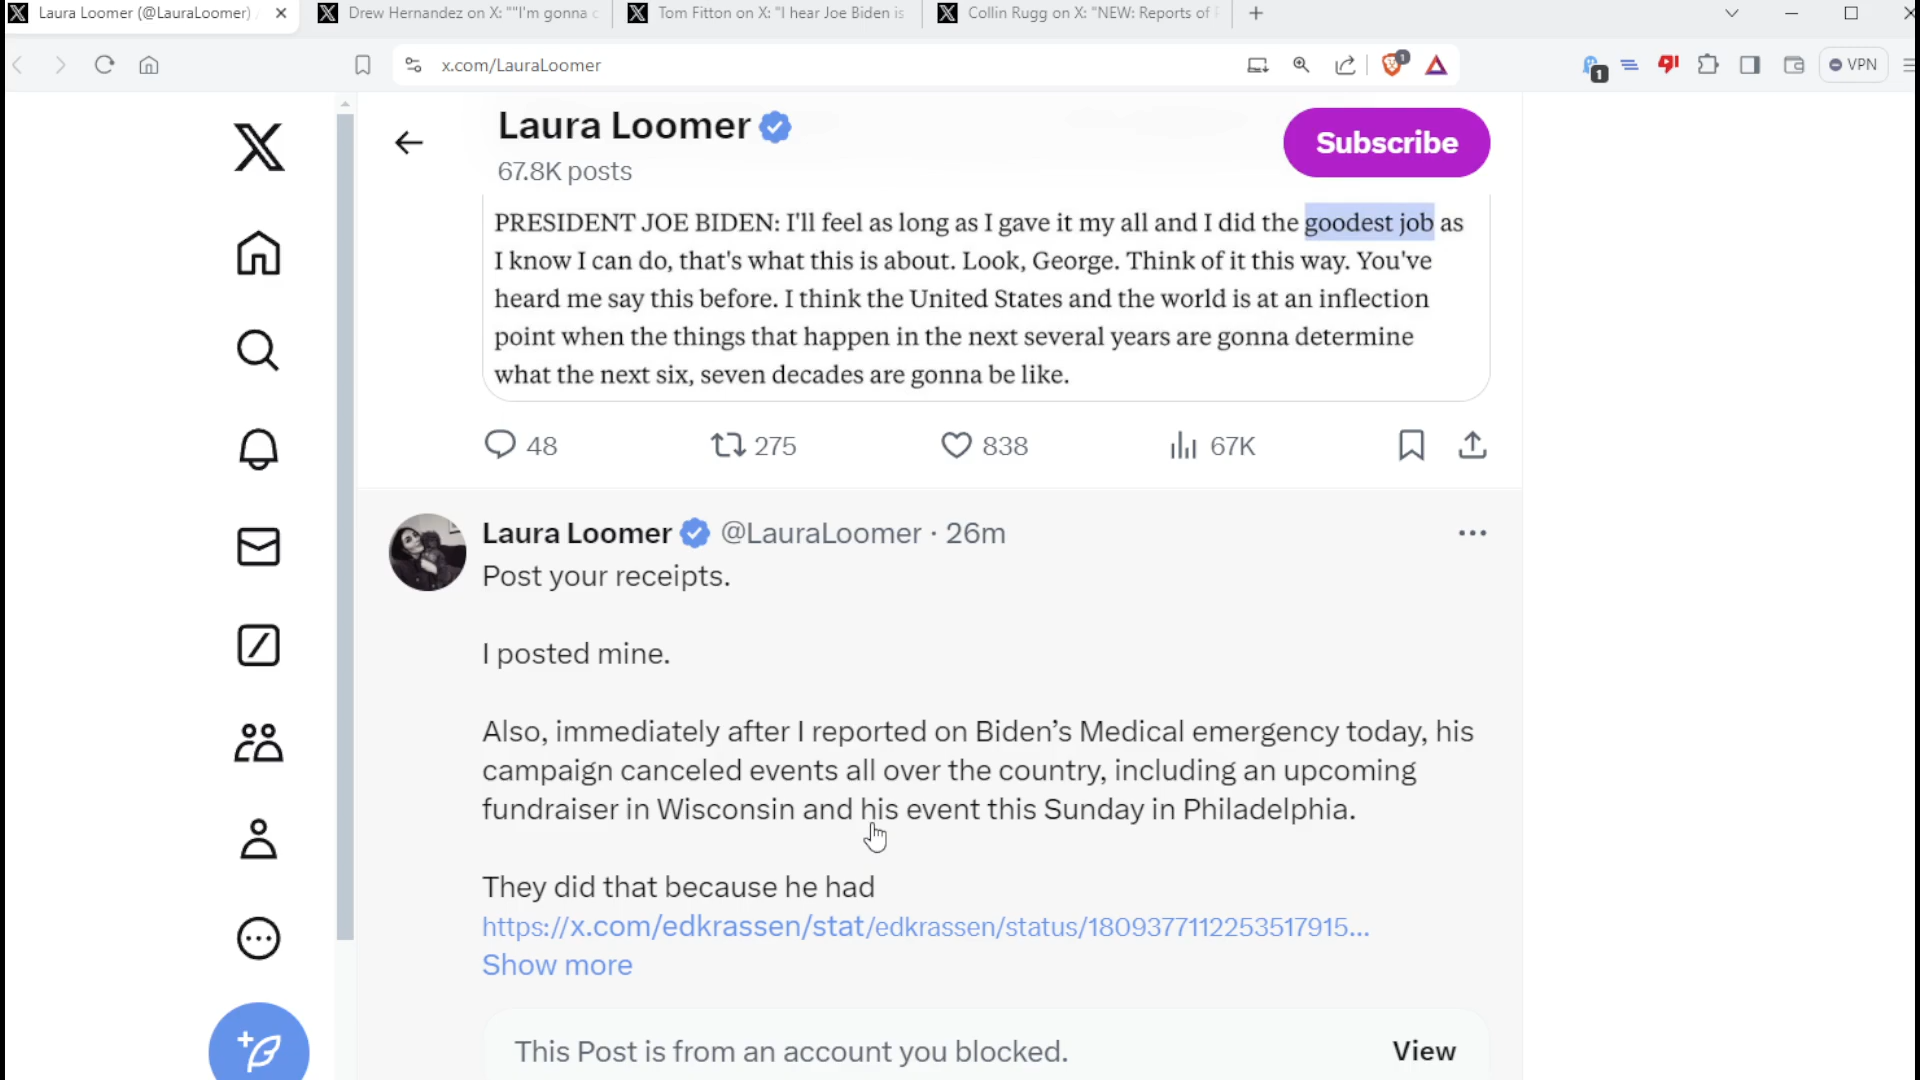 Laura Loomer (@LauraLoomer)
Drew Hernandez on X: ""I'm gonna
Tom Fitton on X: "I hear Joe Biden is
Collin Rugg on X: "NEW: Reports of
x.com/LauraLoomer
1
1
VPN
Laura Loomer
67.8K posts
Subscribe
PRESIDENT JOE BIDEN: I'll feel as long as I gave it my all and I did the goodest job as
I know I can do, that's what this is about. Look, George. Think of it this way. You've
heard me say this before. I think the United States and the world is at an inflection
point when the things that happen in the next several years are gonna determine
what the next six, seven decades are gonna be like.
48 275 838 67K
Laura Loomer @LauraLoomer · 26m
Post your receipts.
I posted mine.
Also, immediately after I reported on Biden’s Medical emergency today, his
campaign canceled events all over the country, including an upcoming
fundraiser in Wisconsin and his event this Sunday in Philadelphia.
They did that because he had
https://x.com/edkrassen/stat/edkrassen/status/1809377112253517915...
Show more
This Post is from an account you blocked.
View